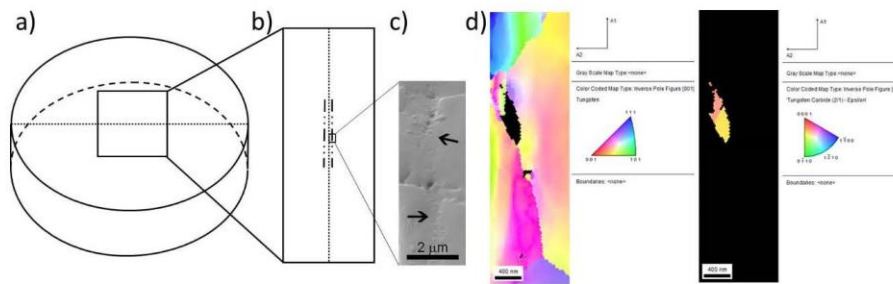 a)
b)
c)
d)
2 μm
A1
A2
Gray Scale Map Type:<none>
Color Coded Map Type: Inverse Pole Figure [001]
Tungsten
111
001
101
Boundaries: <none>
400 nm
A1
A2
Gray Scale Map Type:<none>
Color Coded Map Type: Inverse Pole Figure [
Tungsten Carbide (2/1) - Epsilon
0001
Boundaries: <none>
400 nm